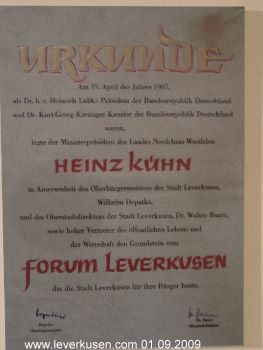 URKUNDE
Am 19. April des Jahres 1967,
als Dr. h. c. Heinrich Lübke Präsident der Bundesrepublik Deutschland
und Dr. Kurt-Georg Kiesinger Kanzler der Bundesrepublik Deutschland
waren,
legte der Ministerpräsident des Landes Nordrhein-Westfalen
HEINZ KÜHN
in Anwesenheit des Oberbürgermeisters der Stadt Leverkusen,
Wilhelm Dopatka,
und des Oberstadtdirektors der Stadt Leverkusen, Dr. Walter Bauer,
sowie hoher Vertreter des öffentlichen Lebens und
der Wirtschaft den Grundstein zum
FORUM LEVERKUSEN
das die Stadt Leverkusen für ihre Bürger baute.
Dopatka
Oberbürgermeister
Dr. Bauer
Oberstadtdirektor
www.leverkusen.com 01.09.2009